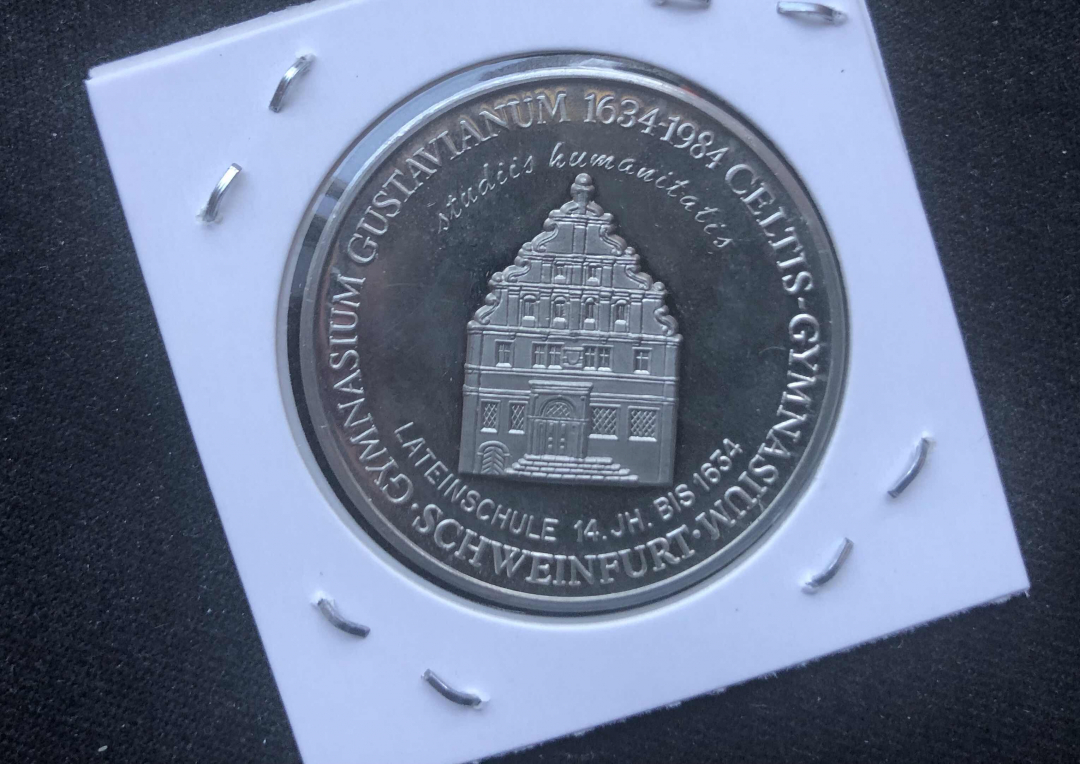 GYMNASIUM GUSTAVIANUM 1634-1984 CELTIS-GYMNASIUM
studiis humanitatis
LATEINSCHULE 14. JH. BIS 1634
·SCHWEINFURT·